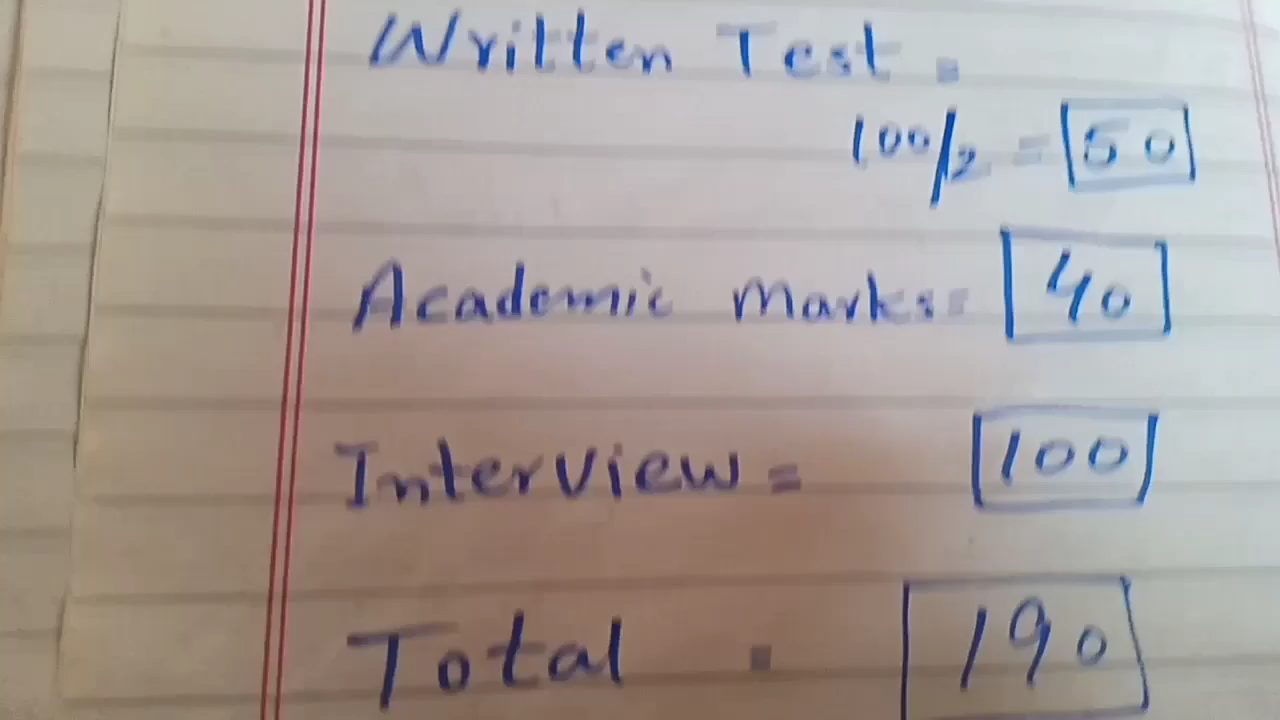 Written Test =
100/2 = 50
Academic Marks = 40
Interview = 100
Total = 190